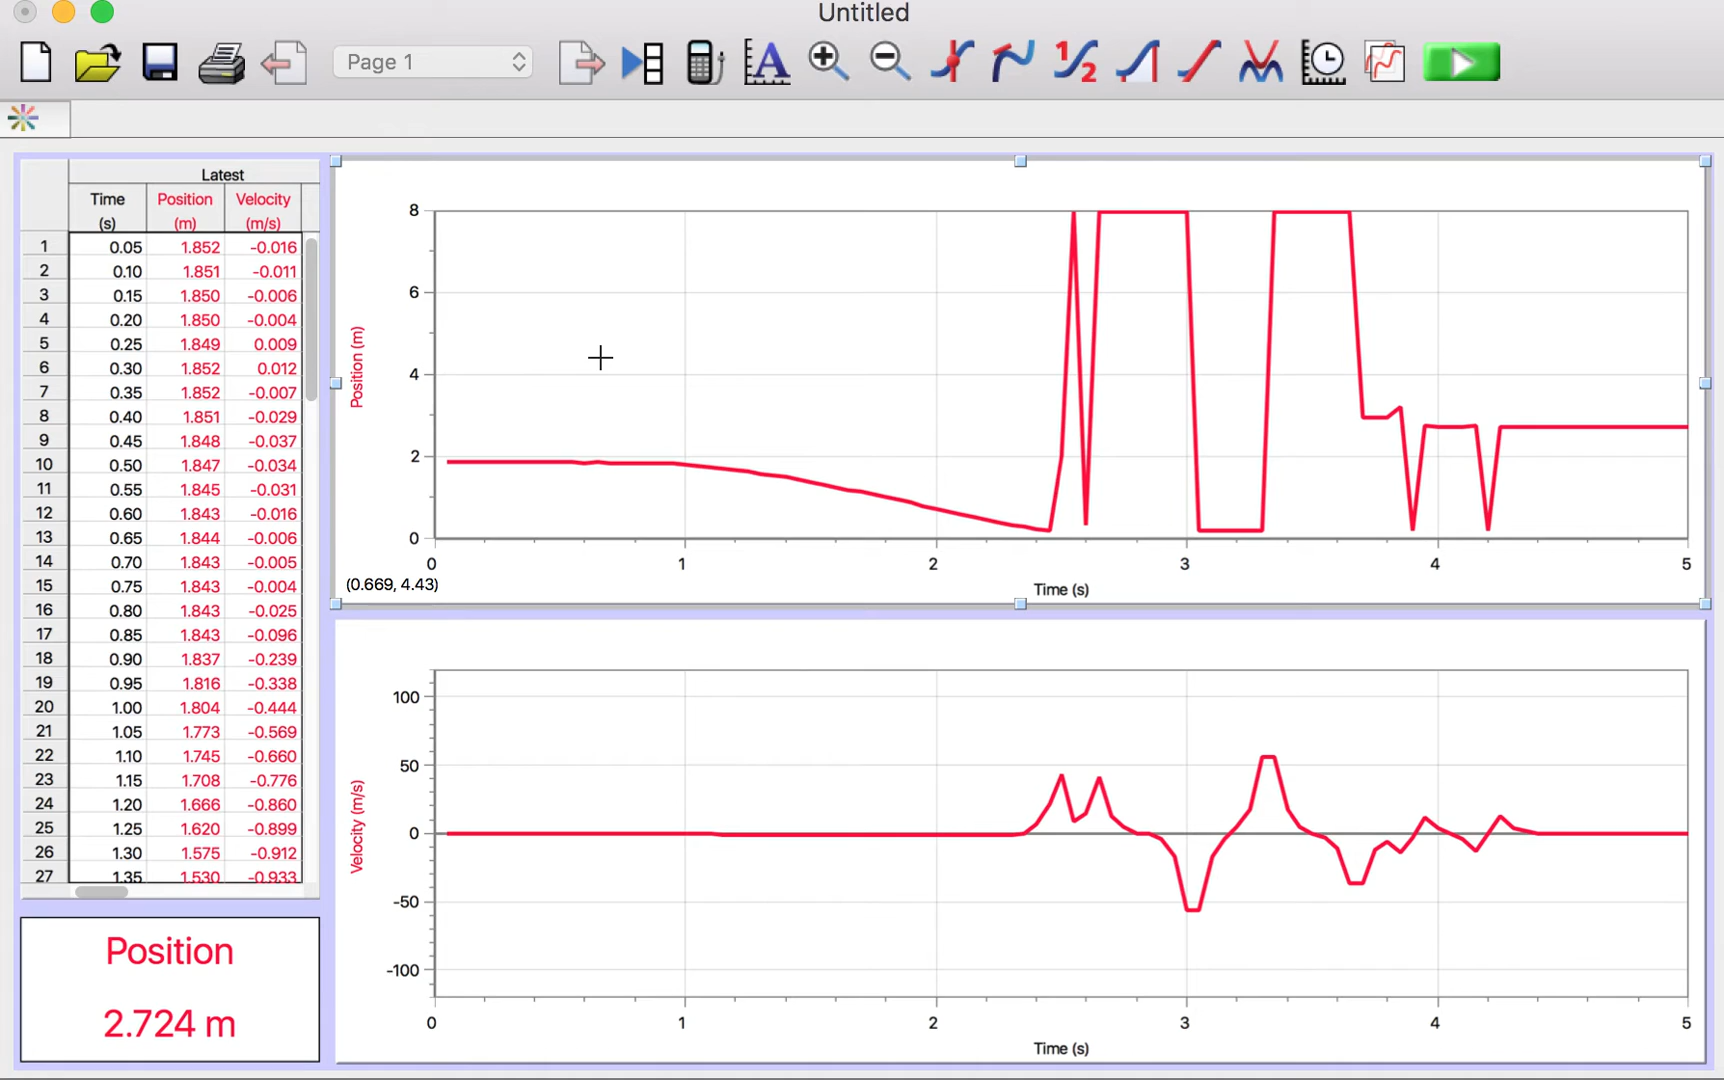 Untitled
Page 1
A
1/2
Latest
Time Position Velocity
(s) (m) (m/s)
1 0.05 1.852 -0.016
2 0.10 1.851 -0.011
3 0.15 1.850 -0.006
4 0.20 1.850 -0.004
5 0.25 1.849 0.009
6 0.30 1.852 0.012
7 0.35 1.852 -0.007
8 0.40 1.851 -0.029
9 0.45 1.848 -0.037
10 0.50 1.847 -0.034
11 0.55 1.845 -0.031
12 0.60 1.843 -0.016
13 0.65 1.844 -0.006
14 0.70 1.843 -0.005
15 0.75 1.843 -0.004
16 0.80 1.843 -0.025
17 0.85 1.843 -0.096
18 0.90 1.837 -0.239
19 0.95 1.816 -0.338
20 1.00 1.804 -0.444
21 1.05 1.773 -0.569
22 1.10 1.745 -0.660
23 1.15 1.708 -0.776
24 1.20 1.666 -0.860
25 1.25 1.620 -0.899
26 1.30 1.575 -0.912
27 1.35 1.530 -0.933
Position
2.724 m
Position (m)
8
6
4
2
0
0 1 2 3 4 5
(0.669, 4.43)
Time (s)
Velocity (m/s)
100
50
0
-50
-100
0 1 2 3 4 5
Time (s)